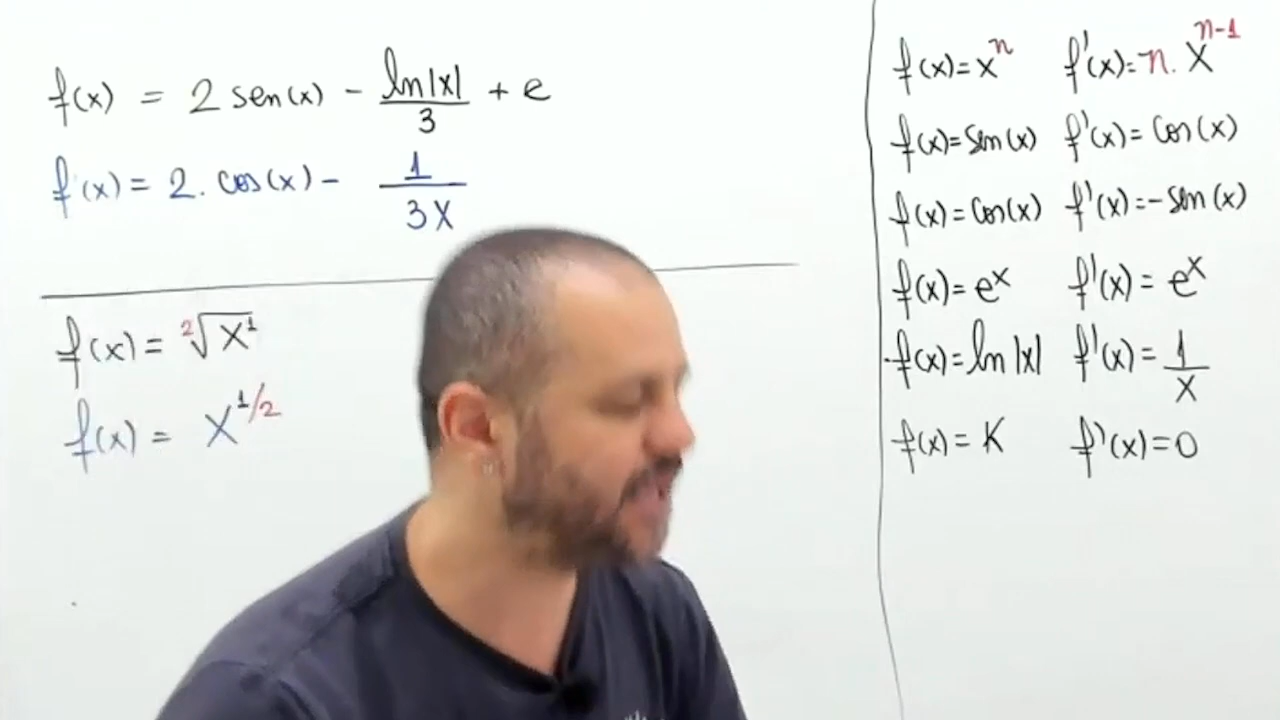 f(x) = 2 sen(x) - ln|x|/3 + e
f'(x) = 2 . cos(x) - 1/3x
f(x) = ²√x¹
f(x) = x^1/2
f(x)= x^n f'(x)= n. x^n-1
f(x)= sen(x) f'(x)= cos(x)
f(x)= cos(x) f'(x)= -sen(x)
f(x)= e^x f'(x)= e^x
f(x)= ln|x| f'(x)= 1/x
f(x)= K f'(x)=0